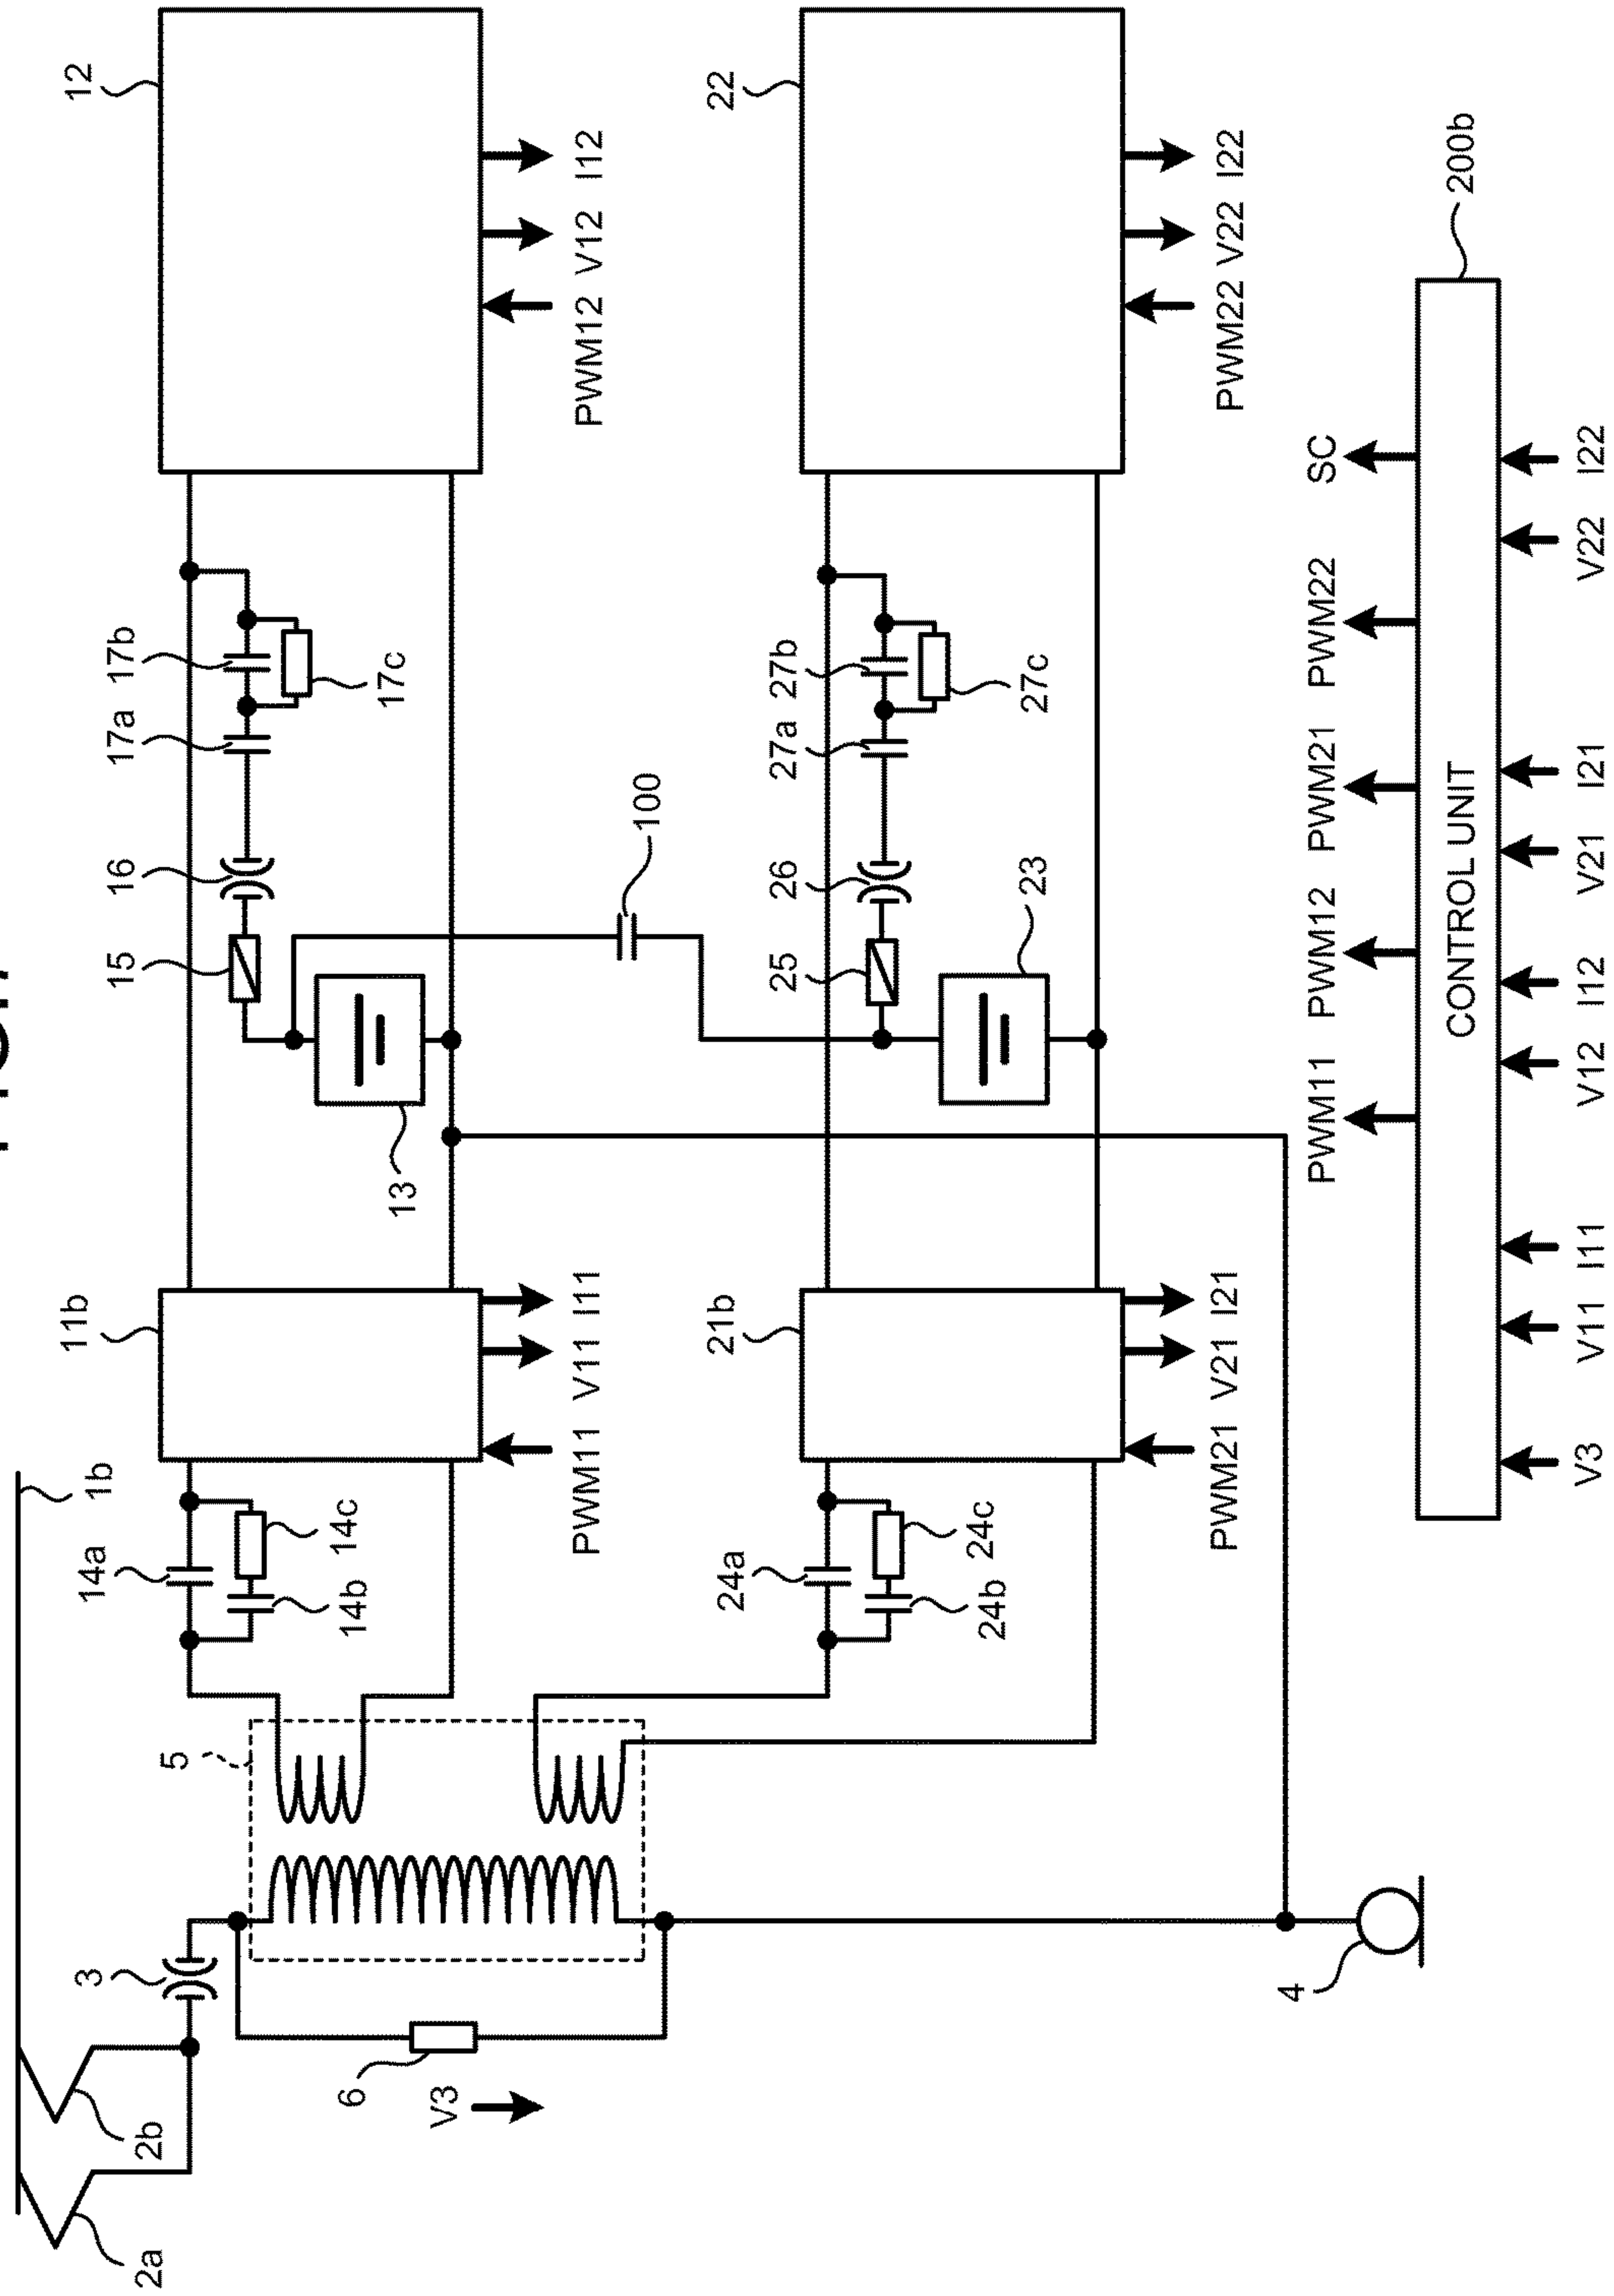 1b
2a
2b
3
4
5
6
V3
14a
14b
14c
11b
PWM11 V11 I11
13
15
16
17a
17b
17c
12
PWM12 V12 I12
100
24a
24b
24c
21b
PWM21 V21 I21
23
25
26
27a
27b
27c
22
PWM22 V22 I22
PWM11 PWM12 PWM21 PWM22 SC
CONTROL UNIT
200b
V3 V11 I11 V12 I12 V21 I21 V22 I22